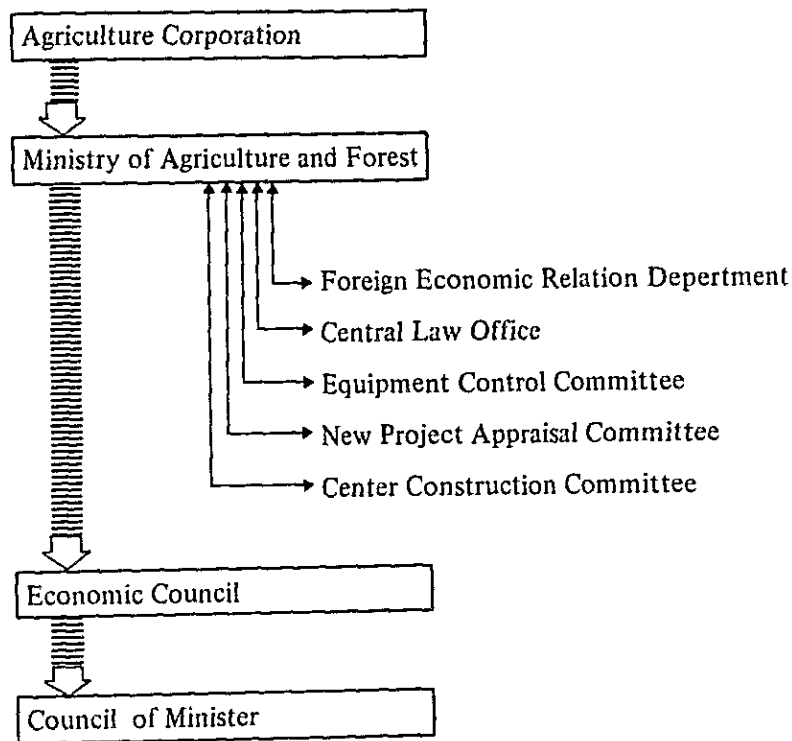 Agriculture Corporation
Ministry of Agriculture and Forest
Foreign Economic Relation Depertment
Central Law Office
Equipment Control Committee
New Project Appraisal Committee
Center Construction Committee
Economic Council
Council of Minister